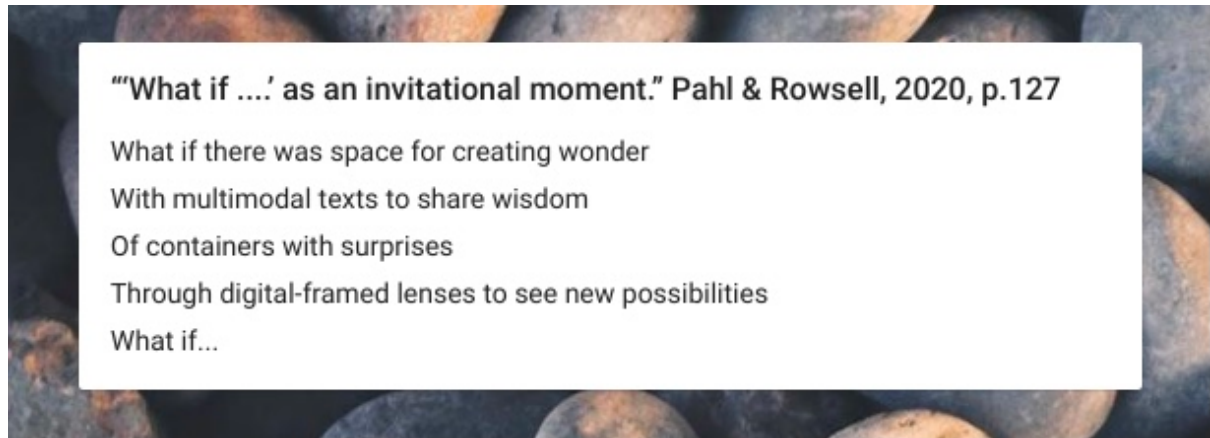 “‘What if ....’ as an invitational moment.” Pahl & Rowsell, 2020, p.127
What if there was space for creating wonder
With multimodal texts to share wisdom
Of containers with surprises
Through digital-framed lenses to see new possibilities
What if...